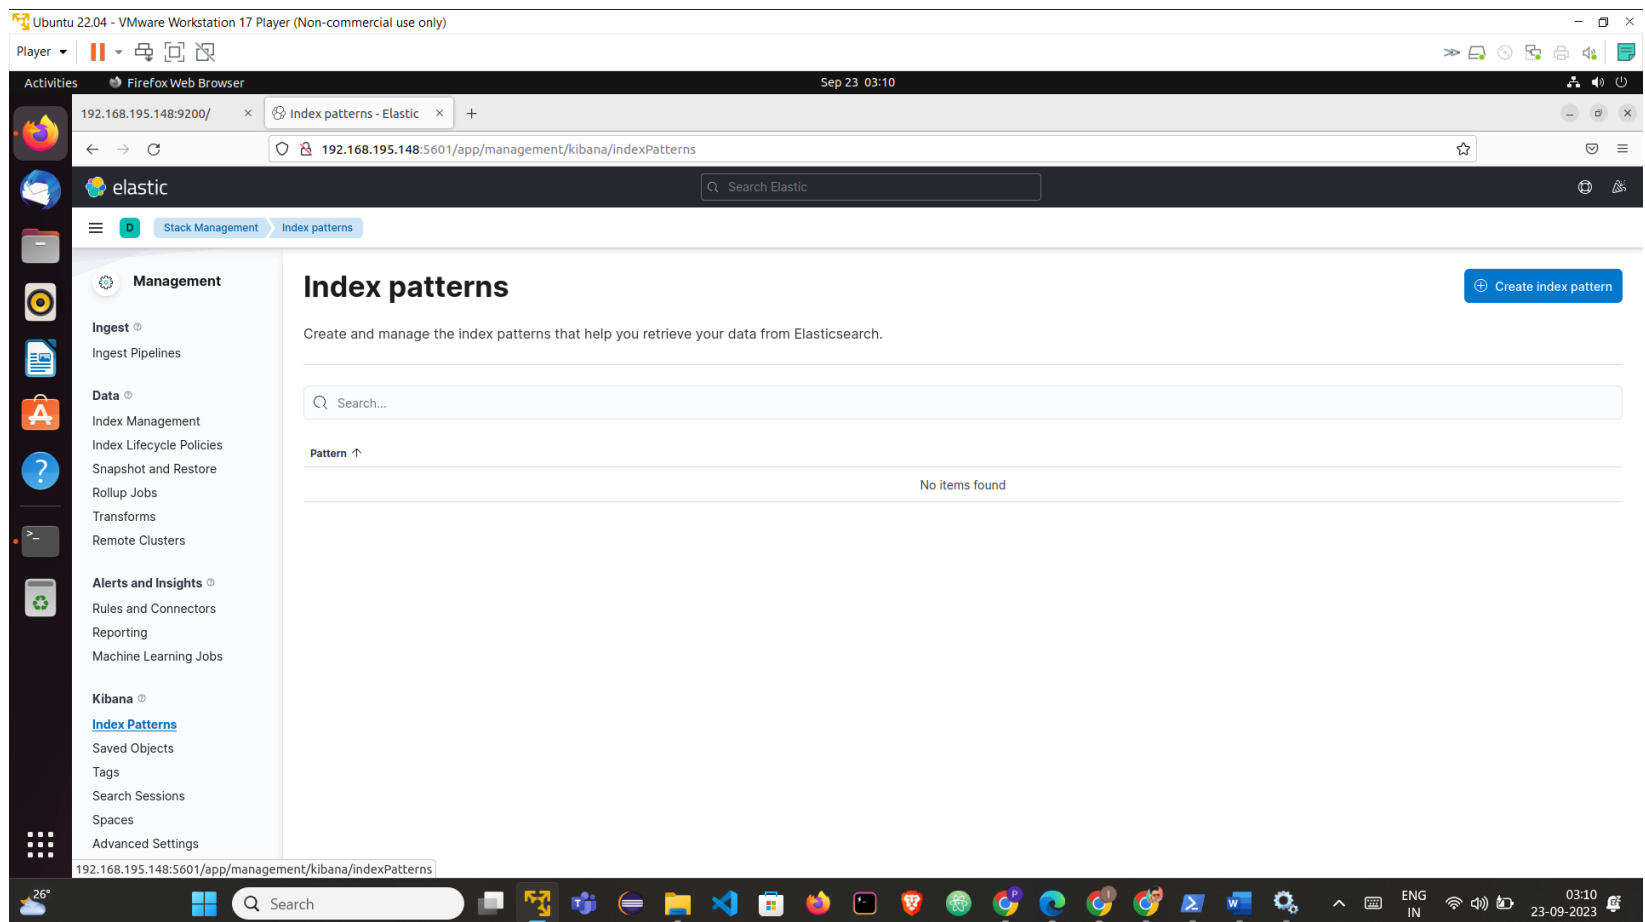 Ubuntu 22.04 - VMware Workstation 17 Player (Non-commercial use only)
Player
Activities
Firefox Web Browser
Sep 23 03:10
192.168.195.148:9200/
Index patterns - Elastic
192.168.195.148:5601/app/management/kibana/indexPatterns
elastic
Search Elastic
D
Stack Management
Index patterns
Management
Ingest
Ingest Pipelines
Data
Index Management
Index Lifecycle Policies
Snapshot and Restore
Rollup Jobs
Transforms
Remote Clusters
Alerts and Insights
Rules and Connectors
Reporting
Machine Learning Jobs
Kibana
Index Patterns
Saved Objects
Tags
Search Sessions
Spaces
Advanced Settings
Index patterns
Create index pattern
Create and manage the index patterns that help you retrieve your data from Elasticsearch.
Search...
Pattern
No items found
192.168.195.148:5601/app/management/kibana/indexPatterns
26°
Search
ENG
IN
03:10
23-09-2023